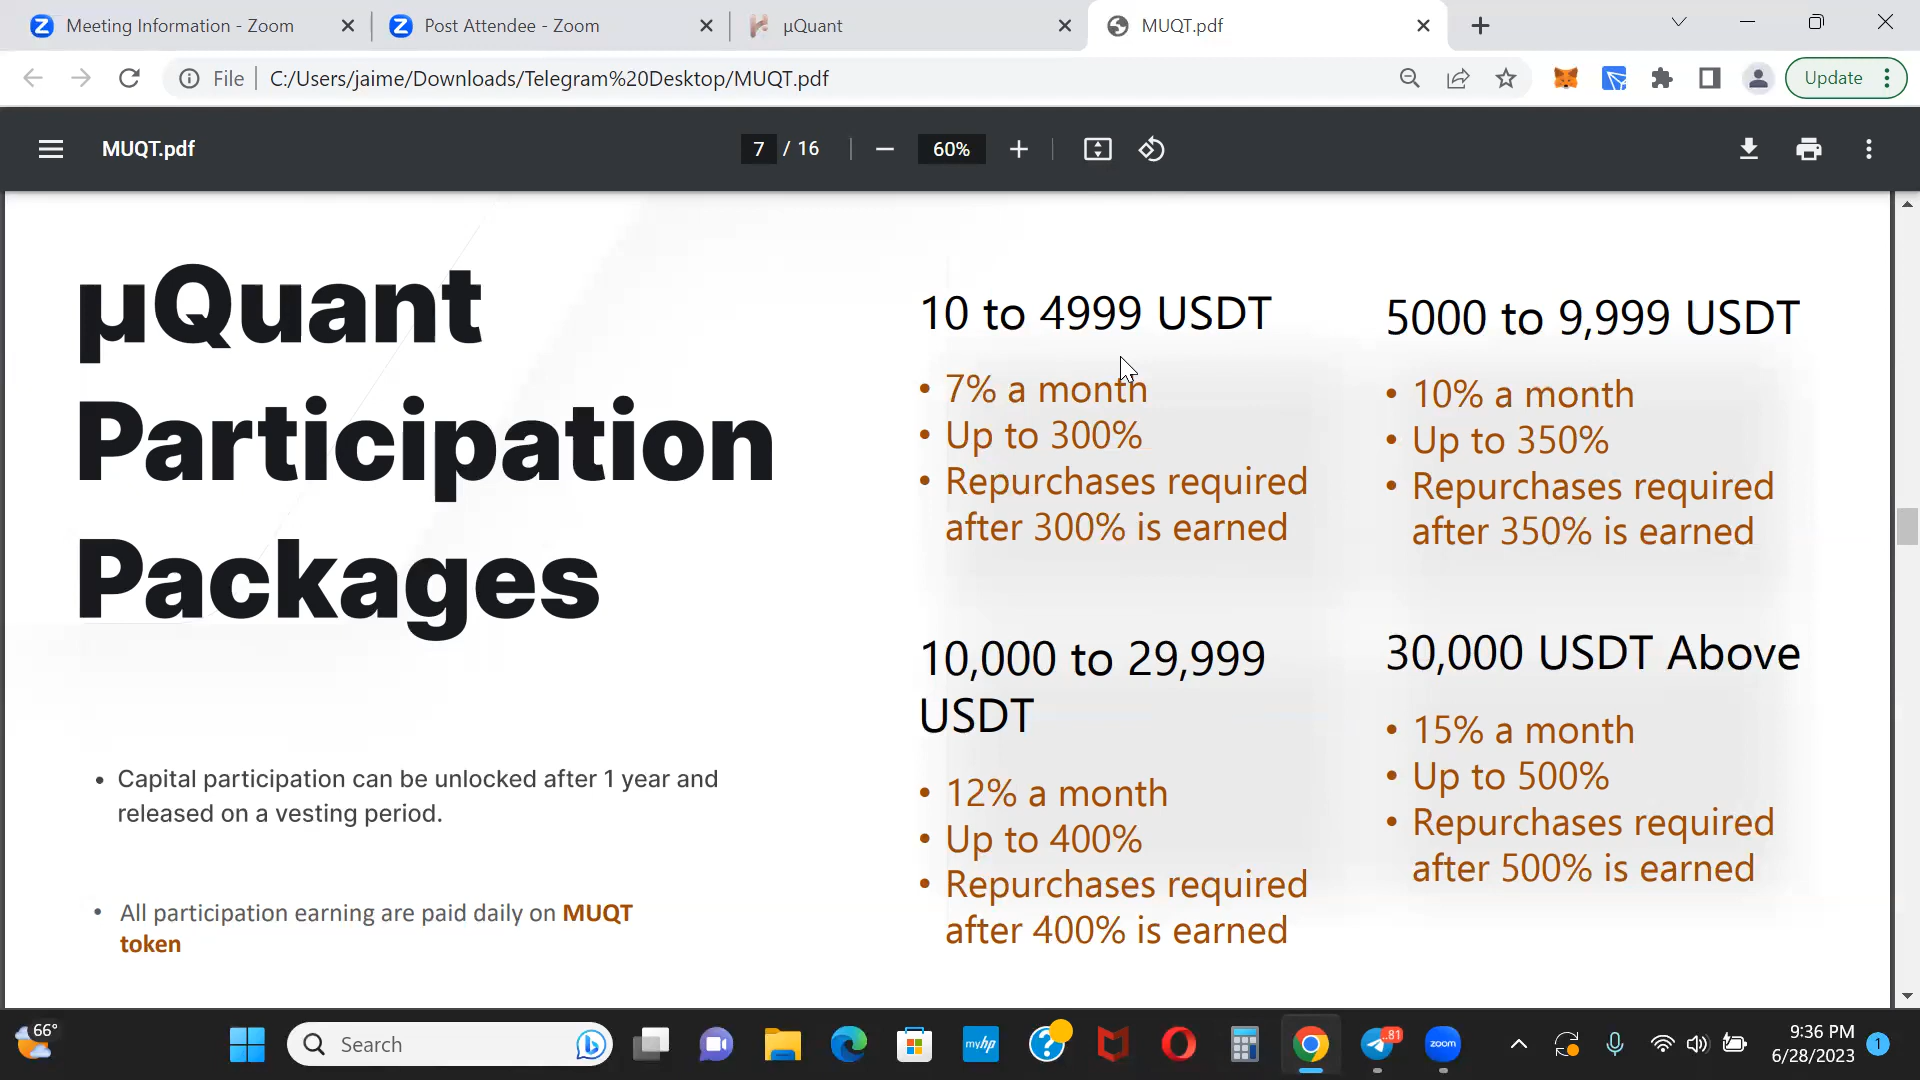 Meeting Information - Zoom
Post Attendee - Zoom
µQuant
MUQT.pdf
File
C:/Users/jaime/Downloads/Telegram%20Desktop/MUQT.pdf
Update
MUQT.pdf
7 / 16
60%
µQuant
Participation
Packages
• Capital participation can be unlocked after 1 year and
released on a vesting period.
• All participation earning are paid daily on MUQT
token
10 to 4999 USDT
• 7% a month
• Up to 300%
• Repurchases required
after 300% is earned
5000 to 9,999 USDT
• 10% a month
• Up to 350%
• Repurchases required
after 350% is earned
10,000 to 29,999
USDT
• 12% a month
• Up to 400%
• Repurchases required
after 400% is earned
30,000 USDT Above
• 15% a month
• Up to 500%
• Repurchases required
after 500% is earned
66°
Search
myhp
..81
zoom
9:36 PM
6/28/2023
1